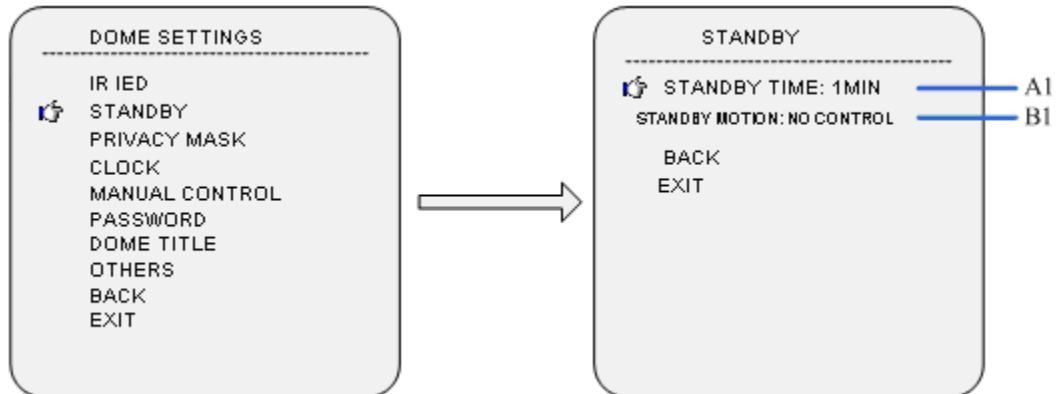 DOME SETTINGS
IR IED
STANDBY
PRIVACY MASK
CLOCK
MANUAL CONTROL
PASSWORD
DOME TITLE
OTHERS
BACK
EXIT
STANDBY
STANDBY TIME: 1MIN
A1
STANDBY MOTION: NO CONTROL
B1
BACK
EXIT